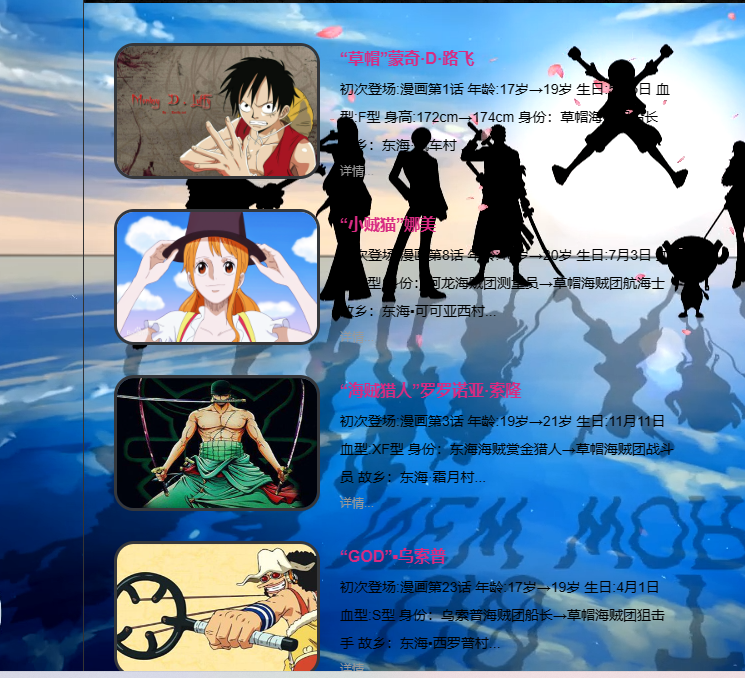 “草帽”蒙奇·D·路飞
初次登场:漫画第1话 年龄:17岁→19岁 生日:5月5日 血
型:F型 身高:172cm→174cm 身份：草帽海 长
乡：东海 车村
详情...
Monkey D. Luffy
“小贼猫”娜美
初次登场:漫画第8话 年龄 岁→20岁 生日:7月3日
型 身份：可龙海贼团测量员→草帽海贼团航海士
故乡：东海•可可亚西村...
“海贼猎人”罗罗诺亚·索隆
初次登场:漫画第3话 年龄:19岁→21岁 生日:11月11日
血型:XF型 身份：东海海贼赏金猎人→草帽海贼团战斗
员 故乡：东海·霜月村...
详情...
“GOD”•乌索普
初次登场:漫画第23话 年龄:17岁→19岁 生日:4月1日
血型:S型 身份：乌索普海贼团船长→草帽海贼团狙击
手 故乡：东海•西罗普村...
详情...